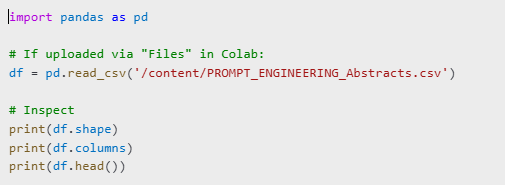 import pandas as pd
# If uploaded via "Files" in Colab:
df = pd.read_csv('/content/PROMPT_ENGINEERING_Abstracts.csv')
# Inspect
print(df.shape)
print(df.columns)
print(df.head())